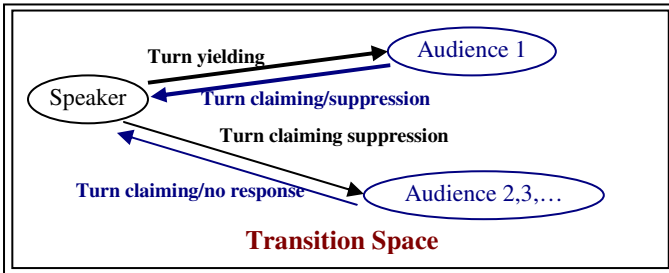 Turn yielding
Audience 1
Speaker
Turn claiming/suppression
Turn claiming suppression
Turn claiming/no response
Audience 2,3,…
Transition Space